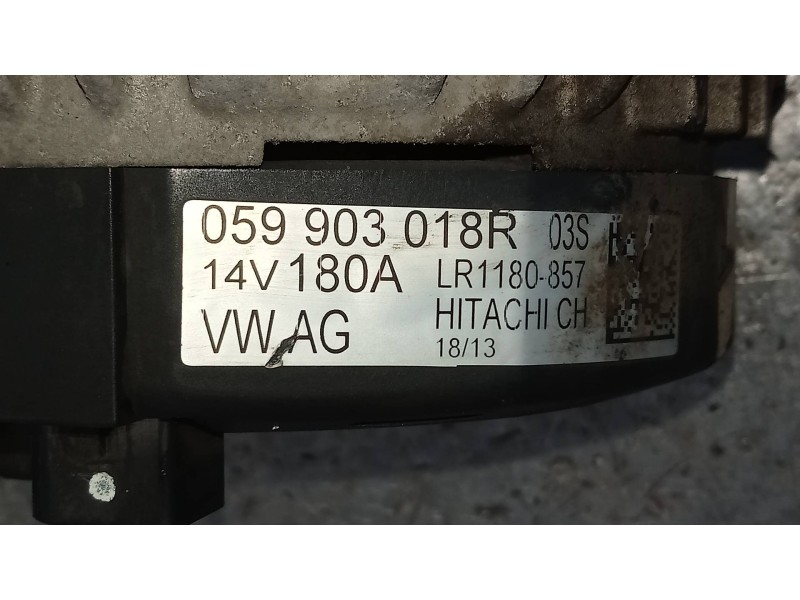 059 903 018R 03S
14V 180A LR1180-857
VW AG HITACHI CH
18/13